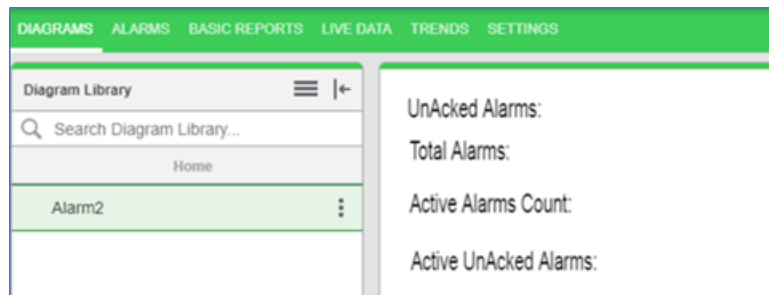 DIAGRAMS ALARMS BASIC REPORTS LIVE DATA TRENDS SETTINGS
Diagram Library
Search Diagram Library...
Home
Alarm2
UnAcked Alarms:
Total Alarms:
Active Alarms Count:
Active UnAcked Alarms: